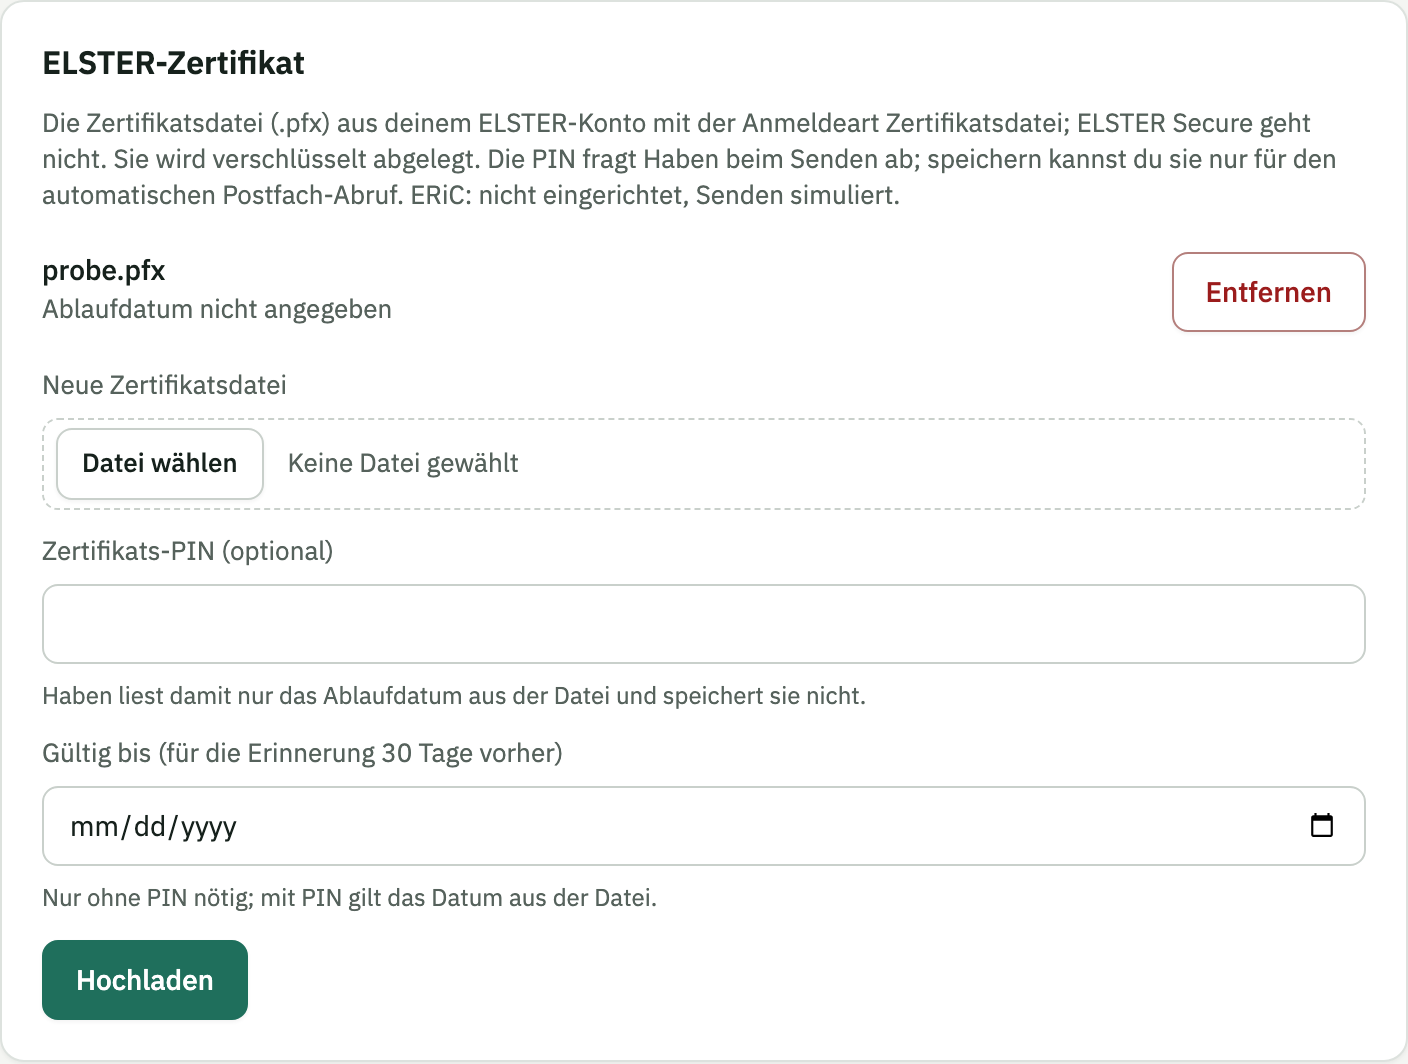 ELSTER-Zertifikat
Die Zertifikatsdatei (.pfx) aus deinem ELSTER-Konto mit der Anmeldeart Zertifikatsdatei; ELSTER Secure geht
nicht. Sie wird verschlüsselt abgelegt. Die PIN fragt Haben beim Senden ab; speichern kannst du sie nur für den
automatischen Postfach-Abruf. ERiC: nicht eingerichtet, Senden simuliert.
probe.pfx
Ablaufdatum nicht angegeben
Entfernen
Neue Zertifikatsdatei
Datei wählen Keine Datei gewählt
Zertifikats-PIN (optional)
Haben liest damit nur das Ablaufdatum aus der Datei und speichert sie nicht.
Gültig bis (für die Erinnerung 30 Tage vorher)
mm/dd/yyyy
Nur ohne PIN nötig; mit PIN gilt das Datum aus der Datei.
Hochladen